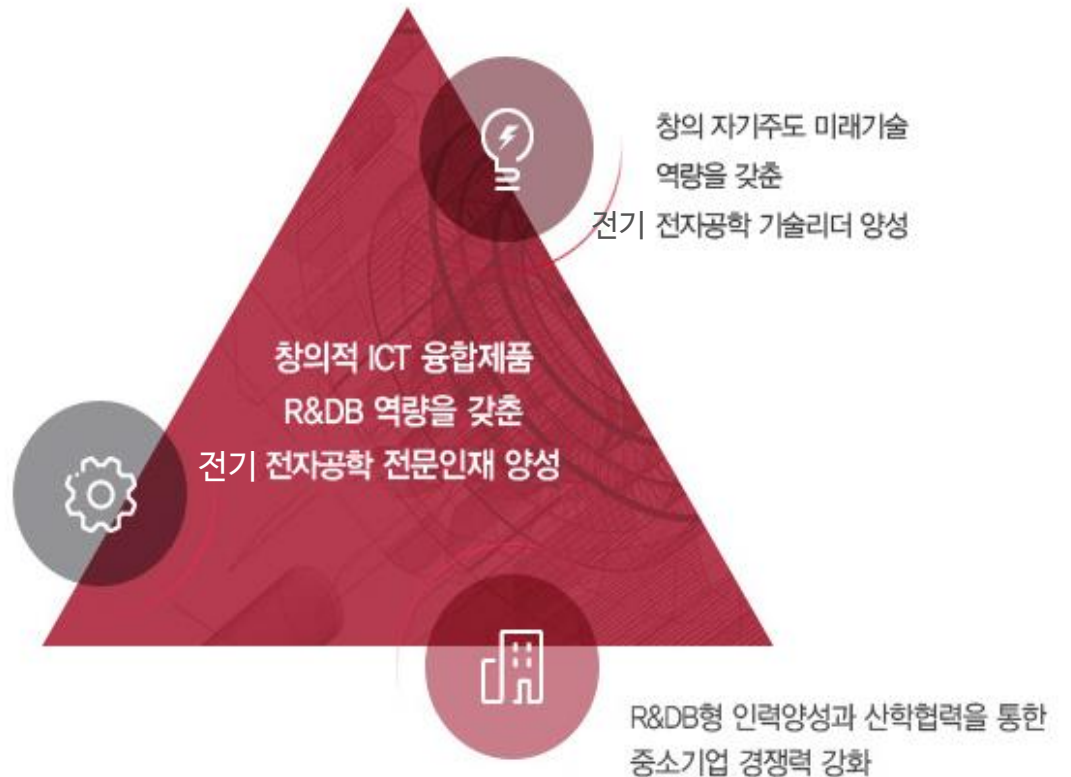 창의 자기주도 미래기술
역량을 갖춘
전기 전자공학 기술리더 양성
창의적 ICT 융합제품
R&DB 역량을 갖춘
전기 전자공학 전문인재 양성
R&DB형 인력양성과 산학협력을 통한
중소기업 경쟁력 강화